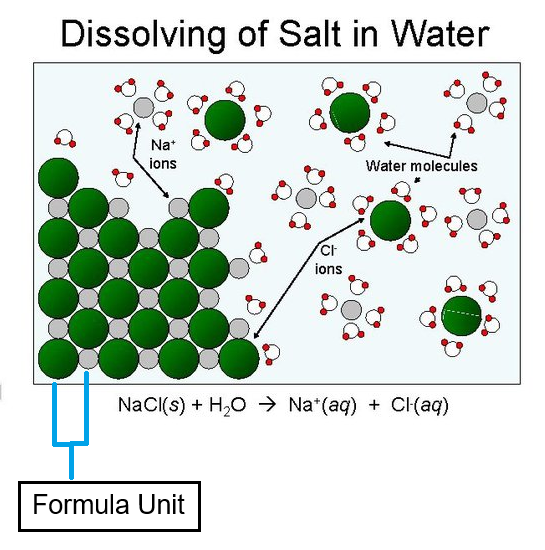 Dissolving of Salt in Water
Na⁺
ions
Water molecules
Cl⁻
ions
NaCl(s) + H₂O → Na⁺(aq) + Cl⁻(aq)
Formula Unit